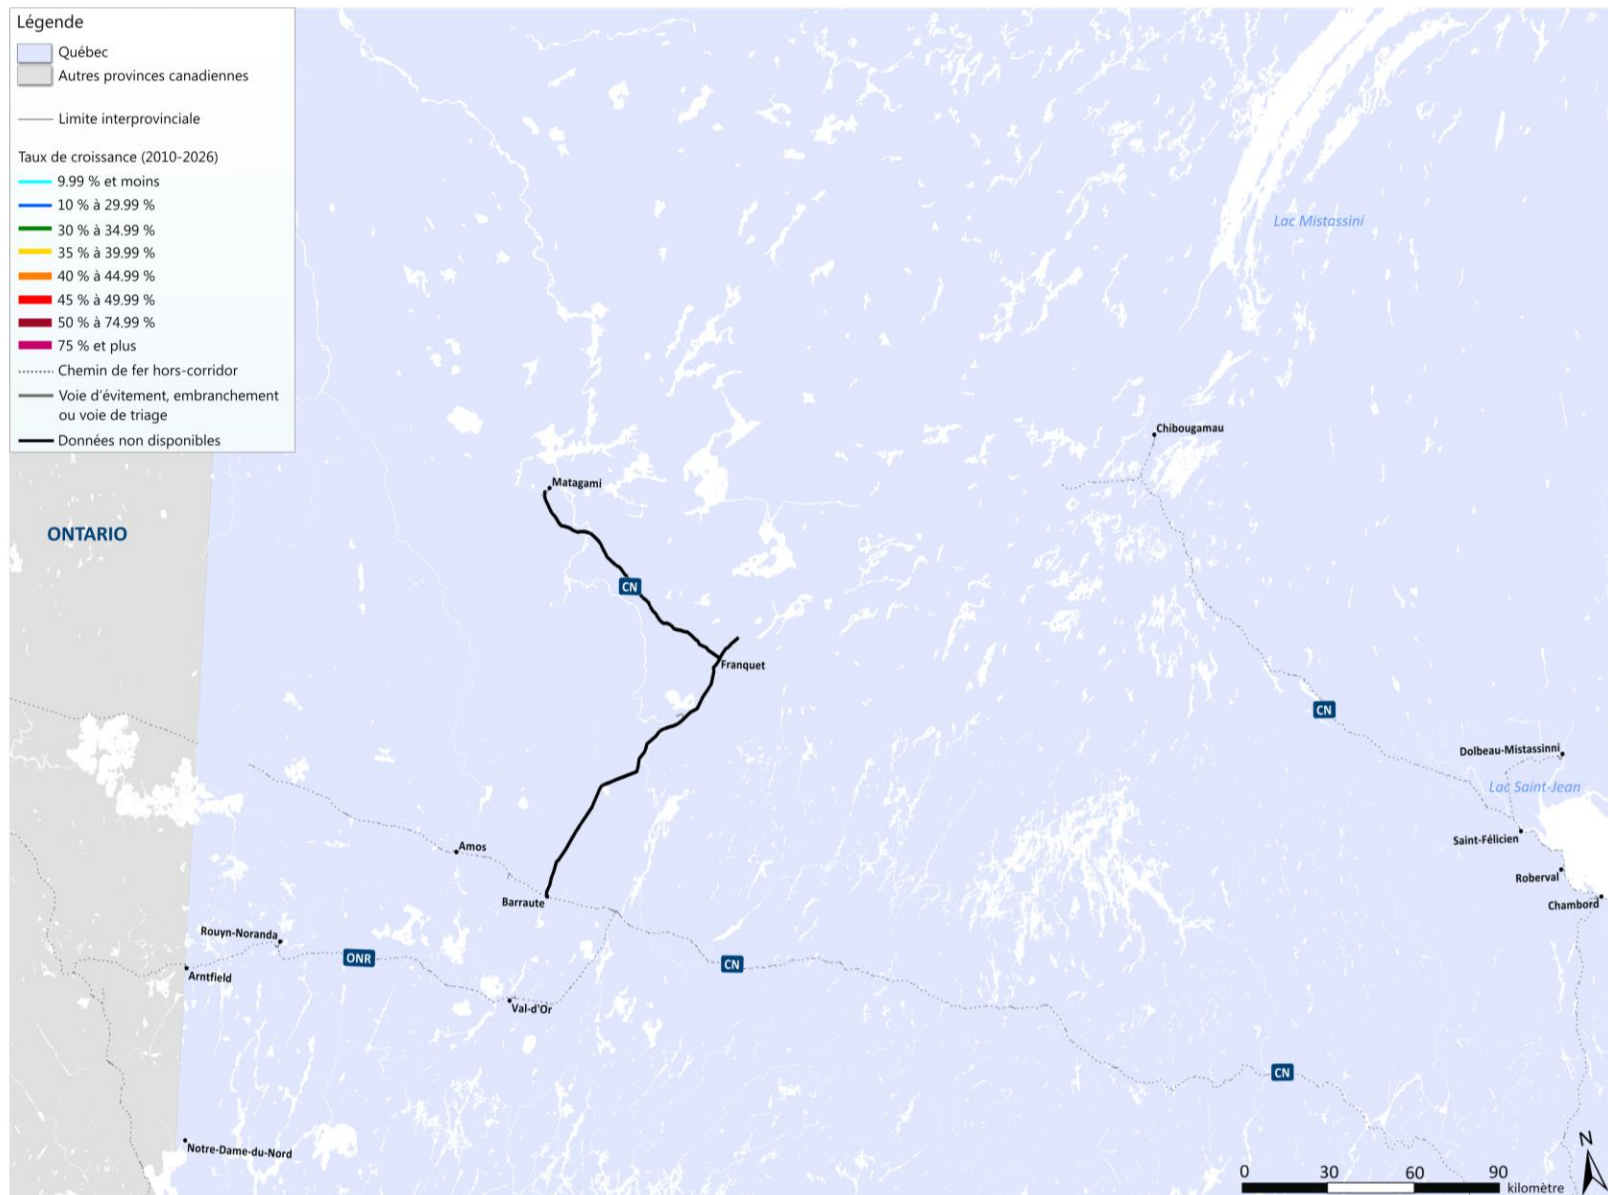 Légende
Québec
Autres provinces canadiennes
Limite interprovinciale
Taux de croissance (2010-2026)
9.99 % et moins
10 % à 29.99 %
30 % à 34.99 %
35 % à 39.99 %
40 % à 44.99 %
45 % à 49.99 %
50 % à 74.99 %
75 % et plus
Chemin de fer hors-corridor
Voie d'évitement, embranchement
ou voie de triage
Données non disponibles
Lac Mistassini
Chibougamau
Matagami
ONTARIO
CN
Franquet
CN
Dolbeau-Mistassinni
Lac Saint-Jean
Saint-Félicien
Amos
Roberval
Barraute
Chambord
Rouyn-Noranda
ONR
CN
Arntfield
Val-d'Or
CN
Notre-Dame-du-Nord
N
0 30 60 90
kilomètre